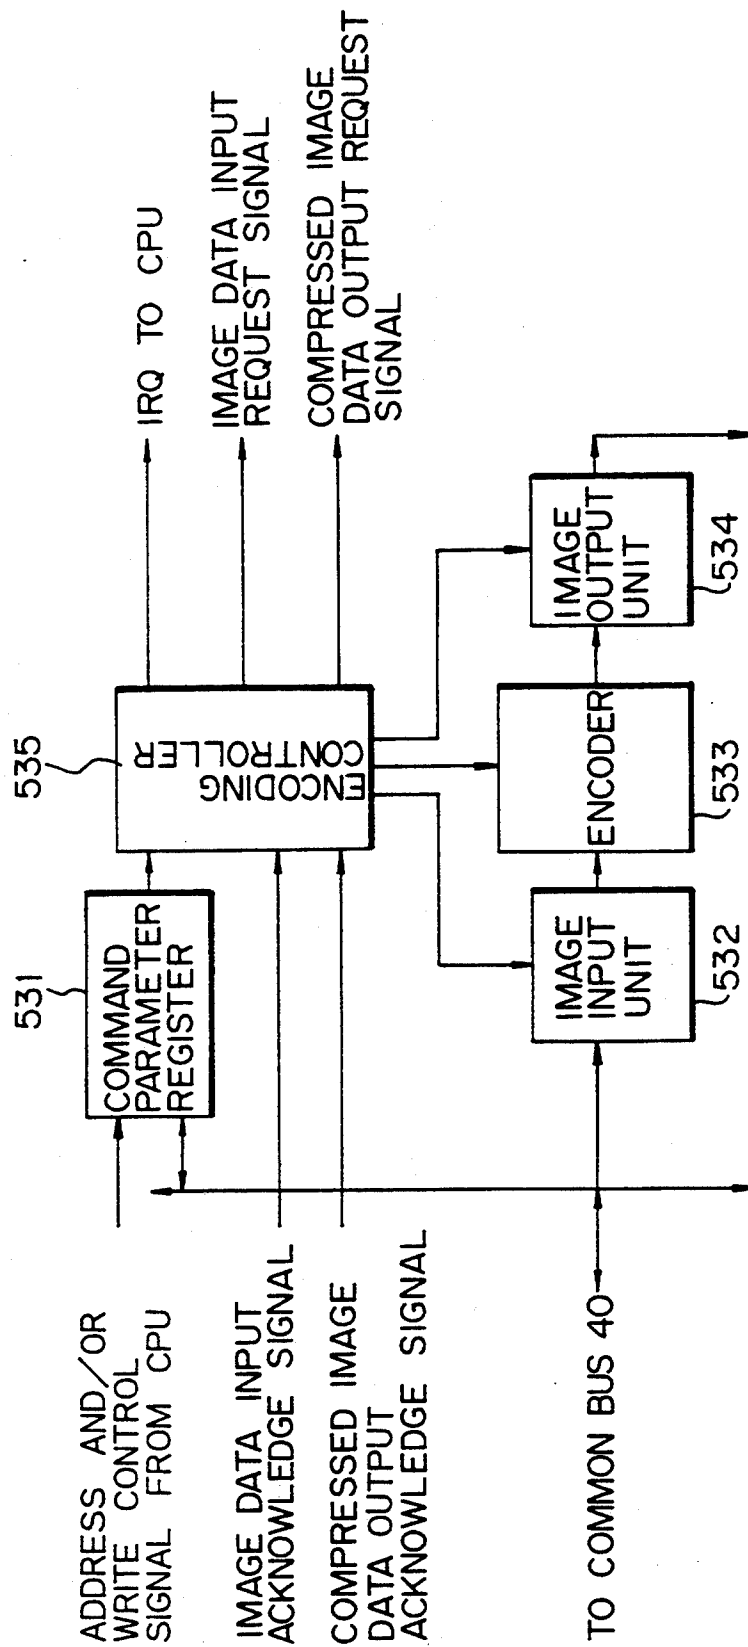 ADDRESS AND/OR
WRITE CONTROL
SIGNAL FROM CPU
IMAGE DATA INPUT
ACKNOWLEDGE SIGNAL
COMPRESSED IMAGE
DATA OUTPUT
ACKNOWLEDGE SIGNAL
TO COMMON BUS 40
531
COMMAND
PARAMETER
REGISTER
535
ENCODING
CONTROLLER
IMAGE
INPUT
UNIT
532
ENCODER
533
IMAGE
OUTPUT
UNIT
534
IRQ TO CPU
IMAGE DATA INPUT
REQUEST SIGNAL
COMPRESSED IMAGE
DATA OUTPUT REQUEST
SIGNAL